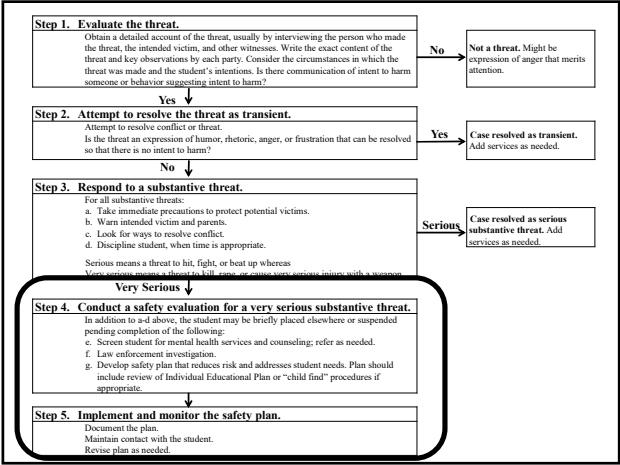 Step 1. Evaluate the threat.
Obtain a detailed account of the threat, usually by interviewing the person who made
the threat, the intended victim, and other witnesses. Write the exact content of the
threat and key observations by each party. Consider the circumstances in which the
threat was made and the student's intentions. Is there communication of intent to harm
someone or behavior suggesting intent to harm?
No
Not a threat. Might be
expression of anger that merits
attention.
Yes
Step 2. Attempt to resolve the threat as transient.
Attempt to resolve conflict or threat.
Is the threat an expression of humor, rhetoric, anger, or frustration that can be resolved
so that there is no intent to harm?
Yes
Case resolved as transient.
Add services as needed.
No
Step 3. Respond to a substantive threat.
For all substantive threats:
a. Take immediate precautions to protect potential victims.
b. Warn intended victim and parents.
c. Look for ways to resolve conflict.
d. Discipline student, when time is appropriate.
Serious means a threat to hit, fight, or beat up whereas
Very serious means a threat to kill, rape, or cause very serious injury with a weapon
Serious
Case resolved as serious
substantive threat. Add
services as needed.
Very Serious
Step 4. Conduct a safety evaluation for a very serious substantive threat.
In addition to a-d above, the student may be briefly placed elsewhere or suspended
pending completion of the following:
e. Screen student for mental health services and counseling; refer as needed.
f. Law enforcement investigation.
g. Develop safety plan that reduces risk and addresses student needs. Plan should
include review of Individual Educational Plan or "child find" procedures if
appropriate.
Step 5. Implement and monitor the safety plan.
Document the plan.
Maintain contact with the student.
Revise plan as needed.